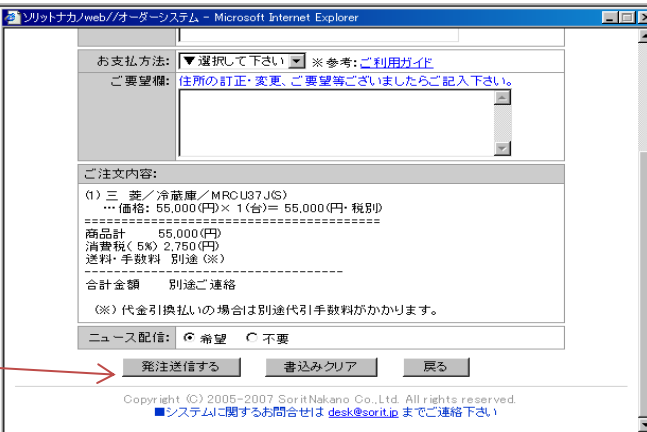 ソリットナカノweb//オーダーシステム - Microsoft Internet Explorer
お支払方法: ▼選択して下さい ※参考:ご利用ガイド
ご要望欄: 住所の訂正・変更、ご要望等ございましたらご記入下さい。
ご注文内容:
(1) 三 菱／冷蔵庫／MRCU37J(S)
…価格: 55,000(円)× 1(台)= 55,000(円・税別)
========================================
商品計 55,000(円)
消費税( 5%) 2,750(円)
送料・手数料 別途(※)
-----------------------------------
合計金額 別途ご連絡
(※) 代金引換払いの場合は別途代引手数料がかかります。
ニュース配信: 希望 不要
発注送信する 書込みクリア 戻る
Copyright (C) 2005-2007 SoritNakano Co.,Ltd. All rights reserved.
■システムに関するお問合せは desk@sorit.jp までご連絡下さい